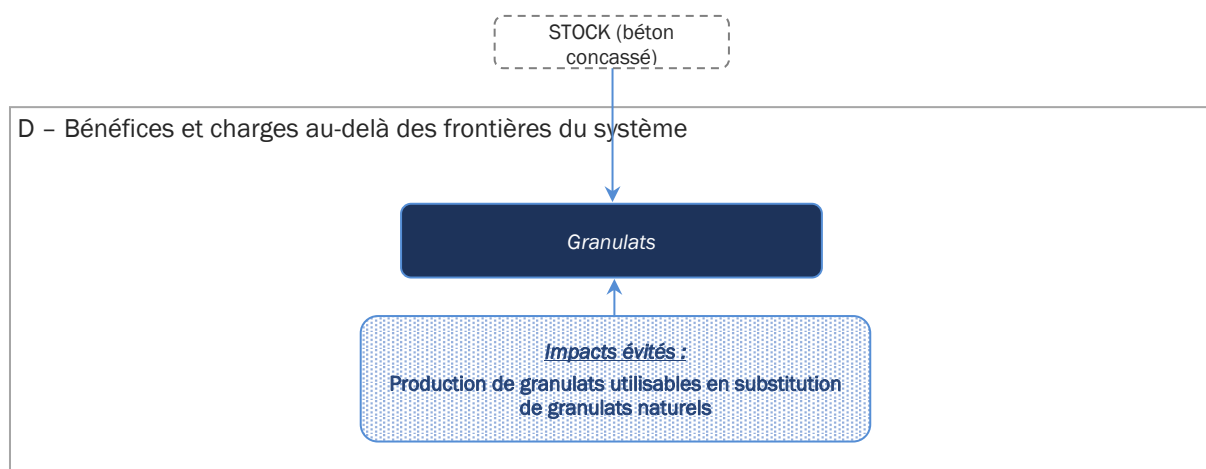 STOCK (béton
concassé)
D – Bénéfices et charges au-delà des frontières du système
Granulats
Impacts évités :
Production de granulats utilisables en substitution
de granulats naturels